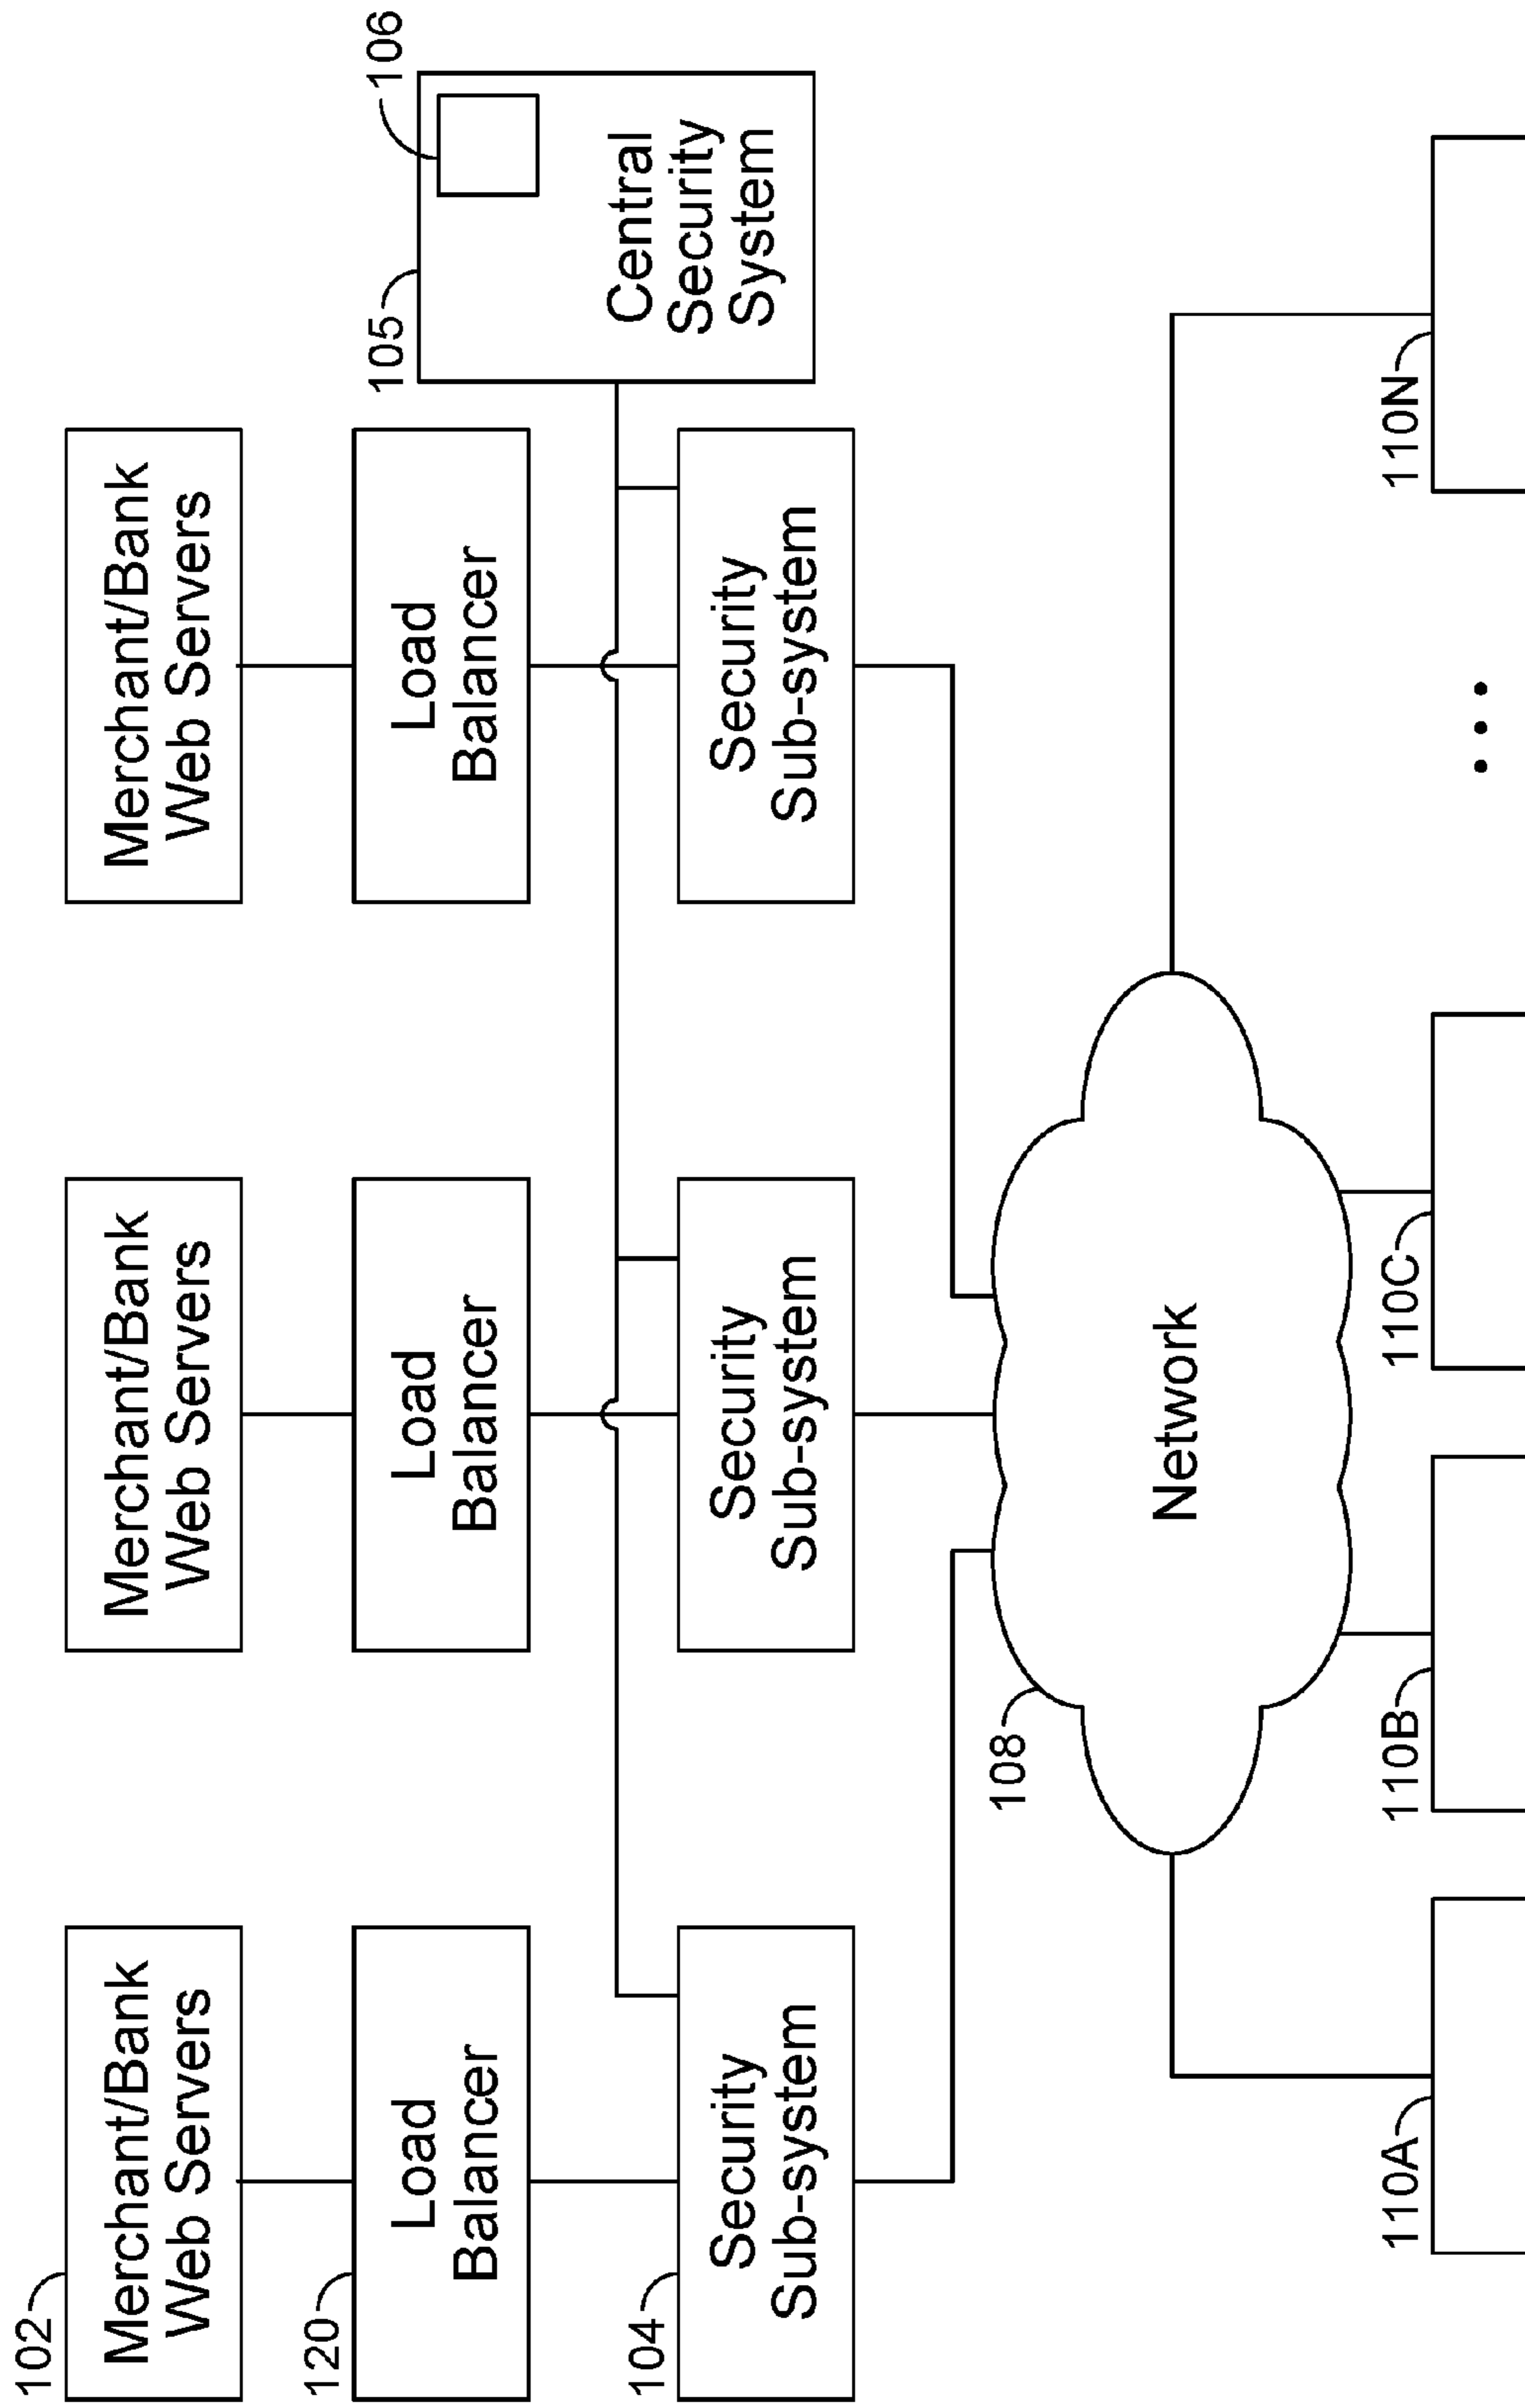 102
Merchant/Bank
Web Servers
Merchant/Bank
Web Servers
Merchant/Bank
Web Servers
120
Load
Balancer
Load
Balancer
Load
Balancer
105
106
Central
Security
System
104
Security
Sub-system
Security
Sub-system
Security
Sub-system
108
Network
110A
110B
110C
110N
...